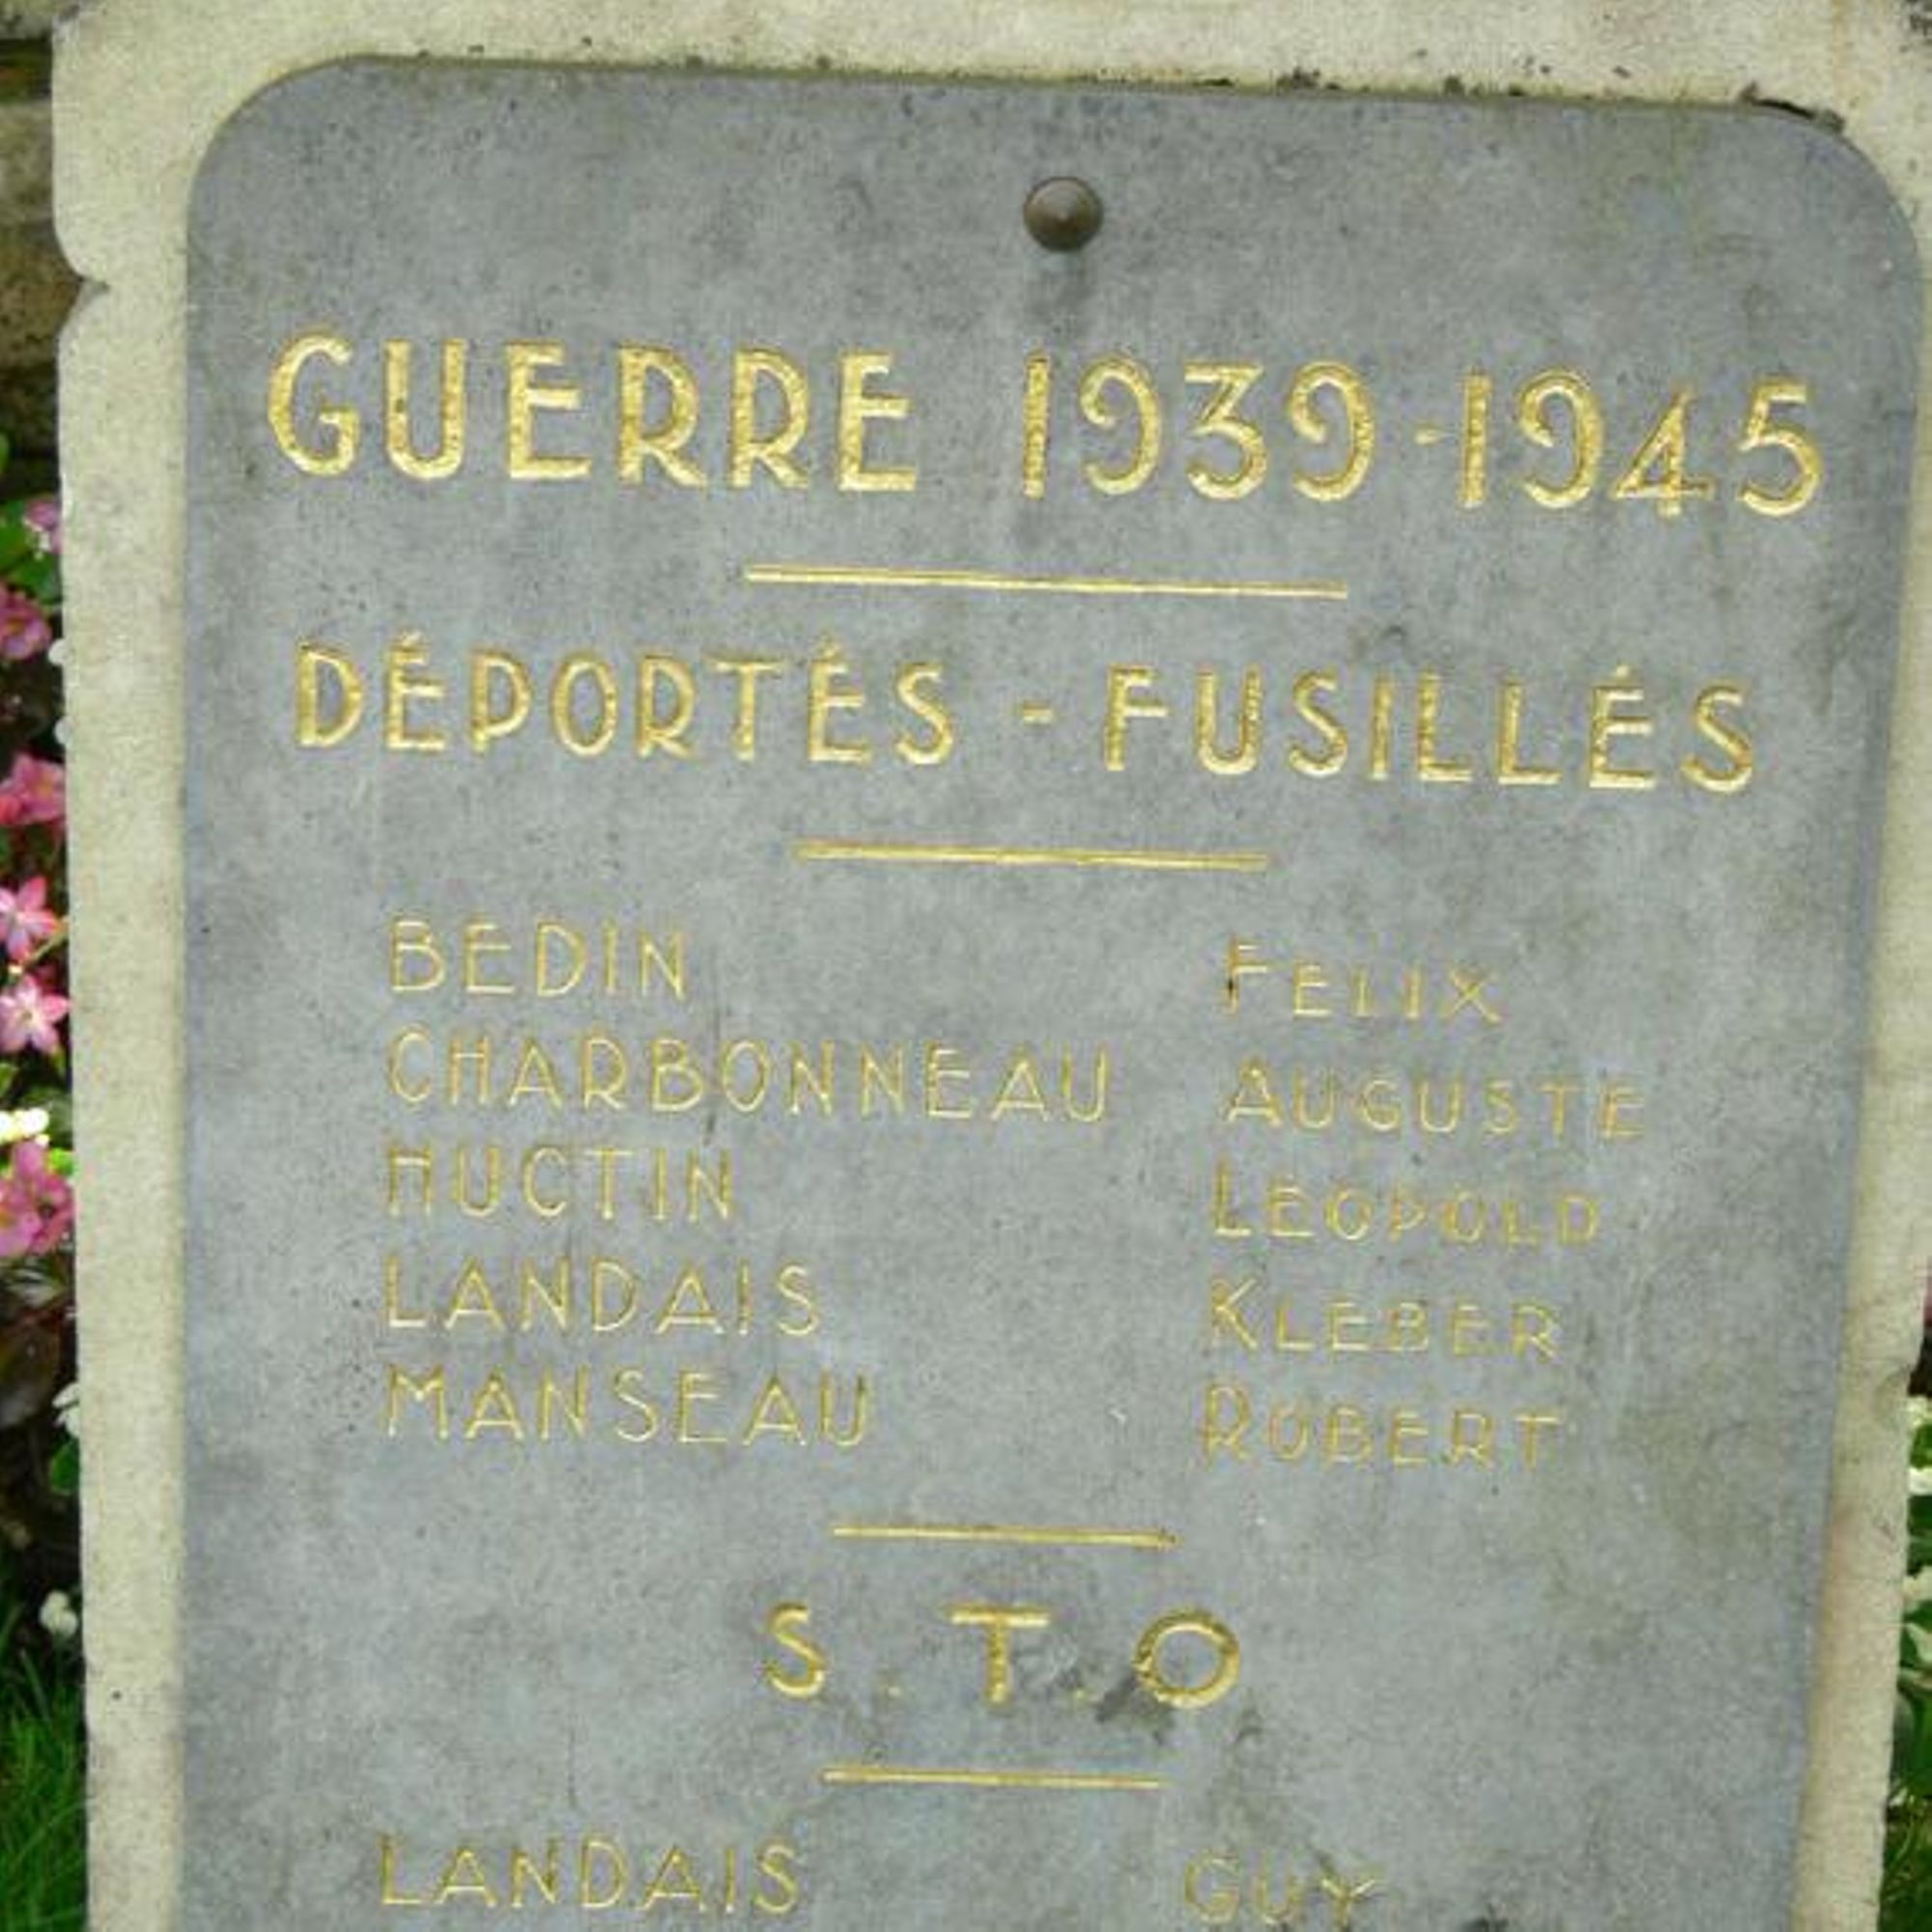 GUERRE 1939-1945
DÉPORTÉS - FUSILLÉS
BEDIN FELIX
CHARBONNEAU AUGUSTE
HUCTIN LEOPOLD
LANDAIS KLEBER
MANSEAU ROBERT
S.T.O
LANDAIS GUY